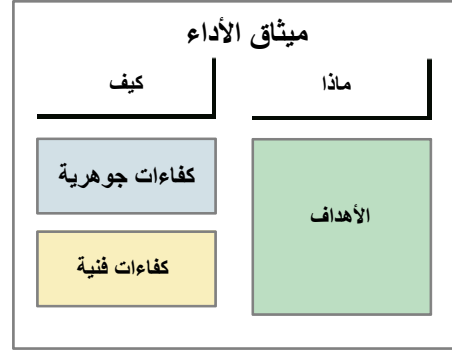 ميثاق الأداء
ماذا
كيف
الأهداف
كفاءات جوهرية
كفاءات فنية